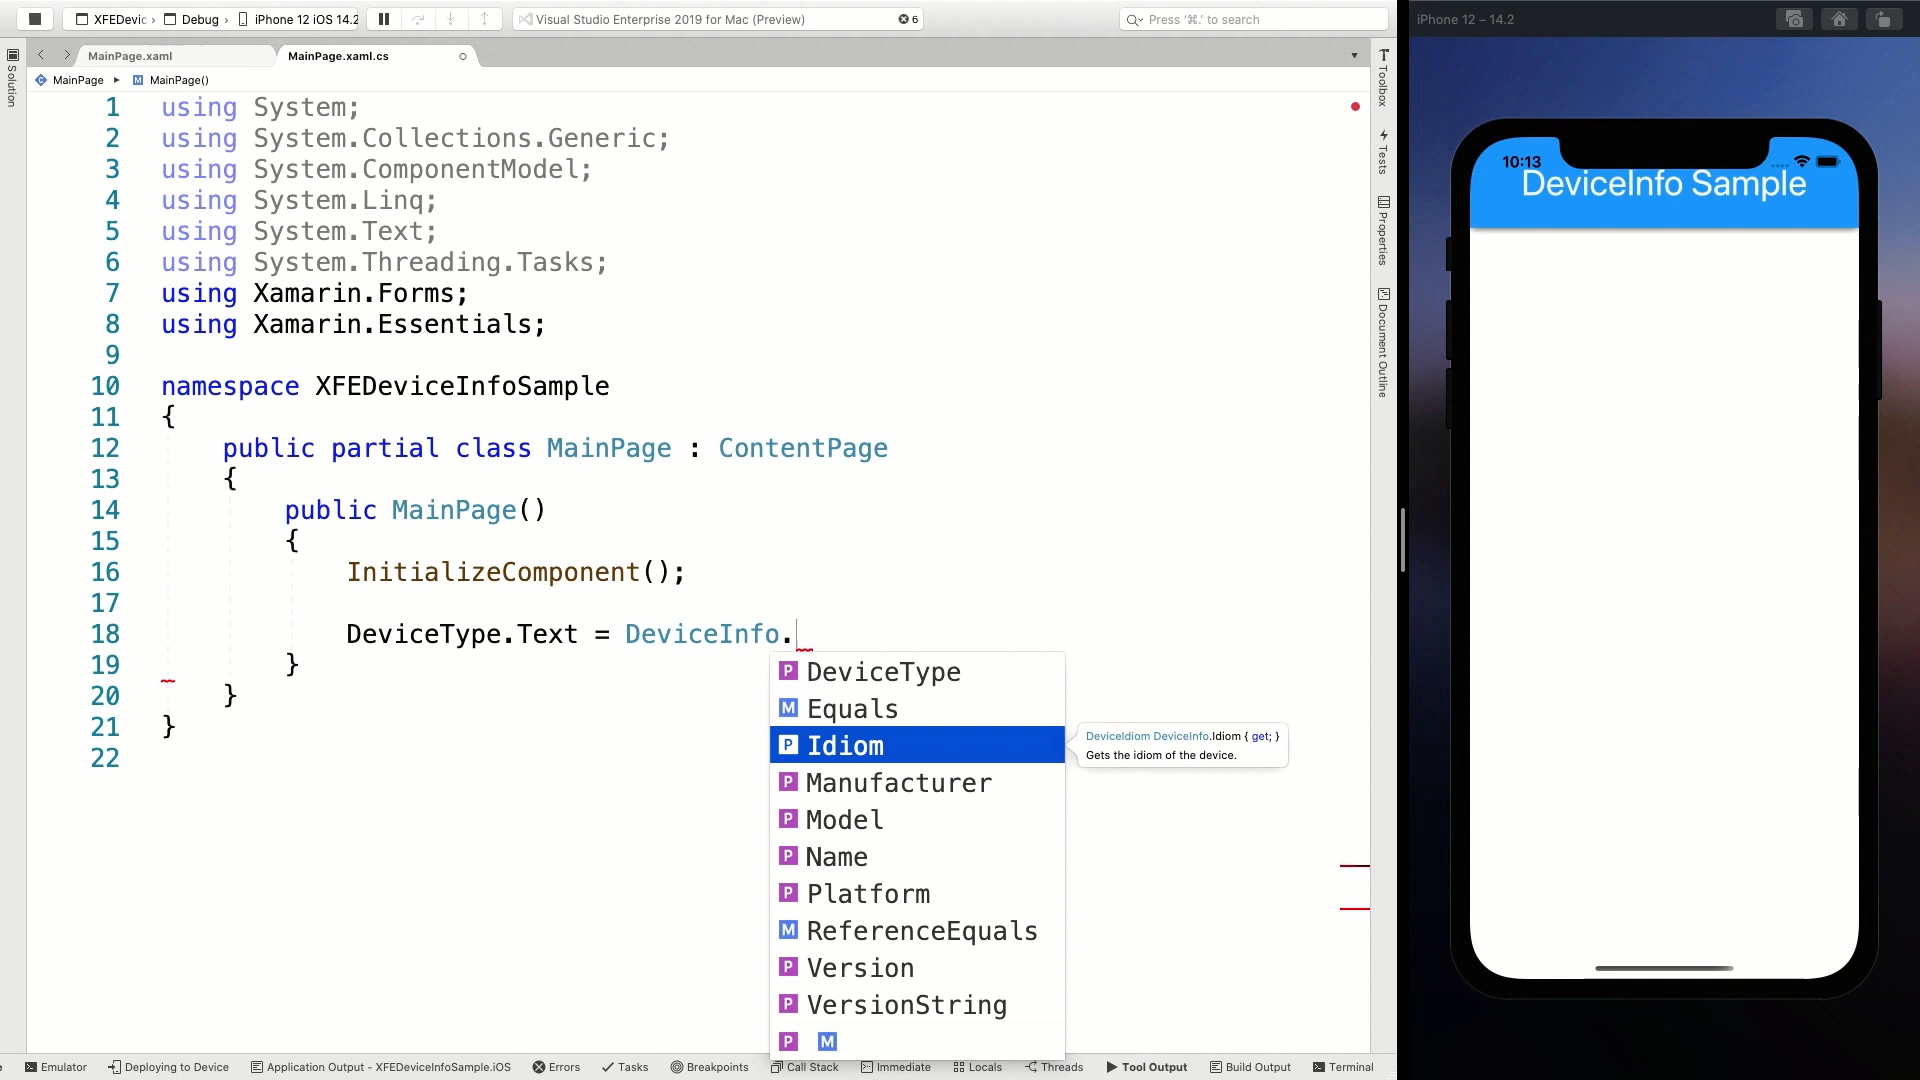 XFEDevic
Debug
iPhone 12 iOS 14.2
Visual Studio Enterprise 2019 for Mac (Preview)
6
Press '⌘.' to search
iPhone 12 – 14.2
Solution
MainPage.xaml
MainPage.xaml.cs
MainPage
M MainPage()
Toolbox
Tests
Properties
Document Outline
1 using System;
2 using System.Collections.Generic;
3 using System.ComponentModel;
4 using System.Linq;
5 using System.Text;
6 using System.Threading.Tasks;
7 using Xamarin.Forms;
8 using Xamarin.Essentials;
9
10 namespace XFEDeviceInfoSample
11 {
12 public partial class MainPage : ContentPage
13 {
14 public MainPage()
15 {
16 InitializeComponent();
17
18 DeviceType.Text = DeviceInfo.
19 }
20 }
21 }
22
P DeviceType
M Equals
P Idiom
P Manufacturer
P Model
P Name
P Platform
M ReferenceEquals
P Version
P VersionString
P M
DeviceIdiom DeviceInfo.Idiom { get; }
Gets the idiom of the device.
10:13
DeviceInfo Sample
Emulator
Deploying to Device
Application Output - XFEDeviceInfoSample.iOS
Errors
Tasks
Breakpoints
Call Stack
Immediate
Locals
Threads
Tool Output
Build Output
Terminal